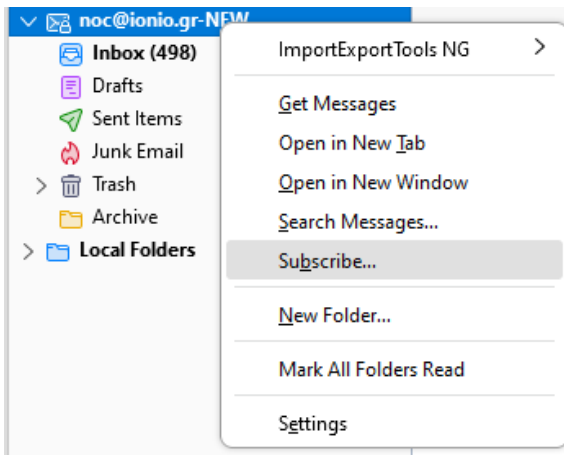 noc@ionio.gr-NEW
Inbox (498)
Drafts
Sent Items
Junk Email
Trash
Archive
Local Folders
ImportExportTools NG
Get Messages
Open in New Tab
Open in New Window
Search Messages...
Subscribe...
New Folder...
Mark All Folders Read
Settings